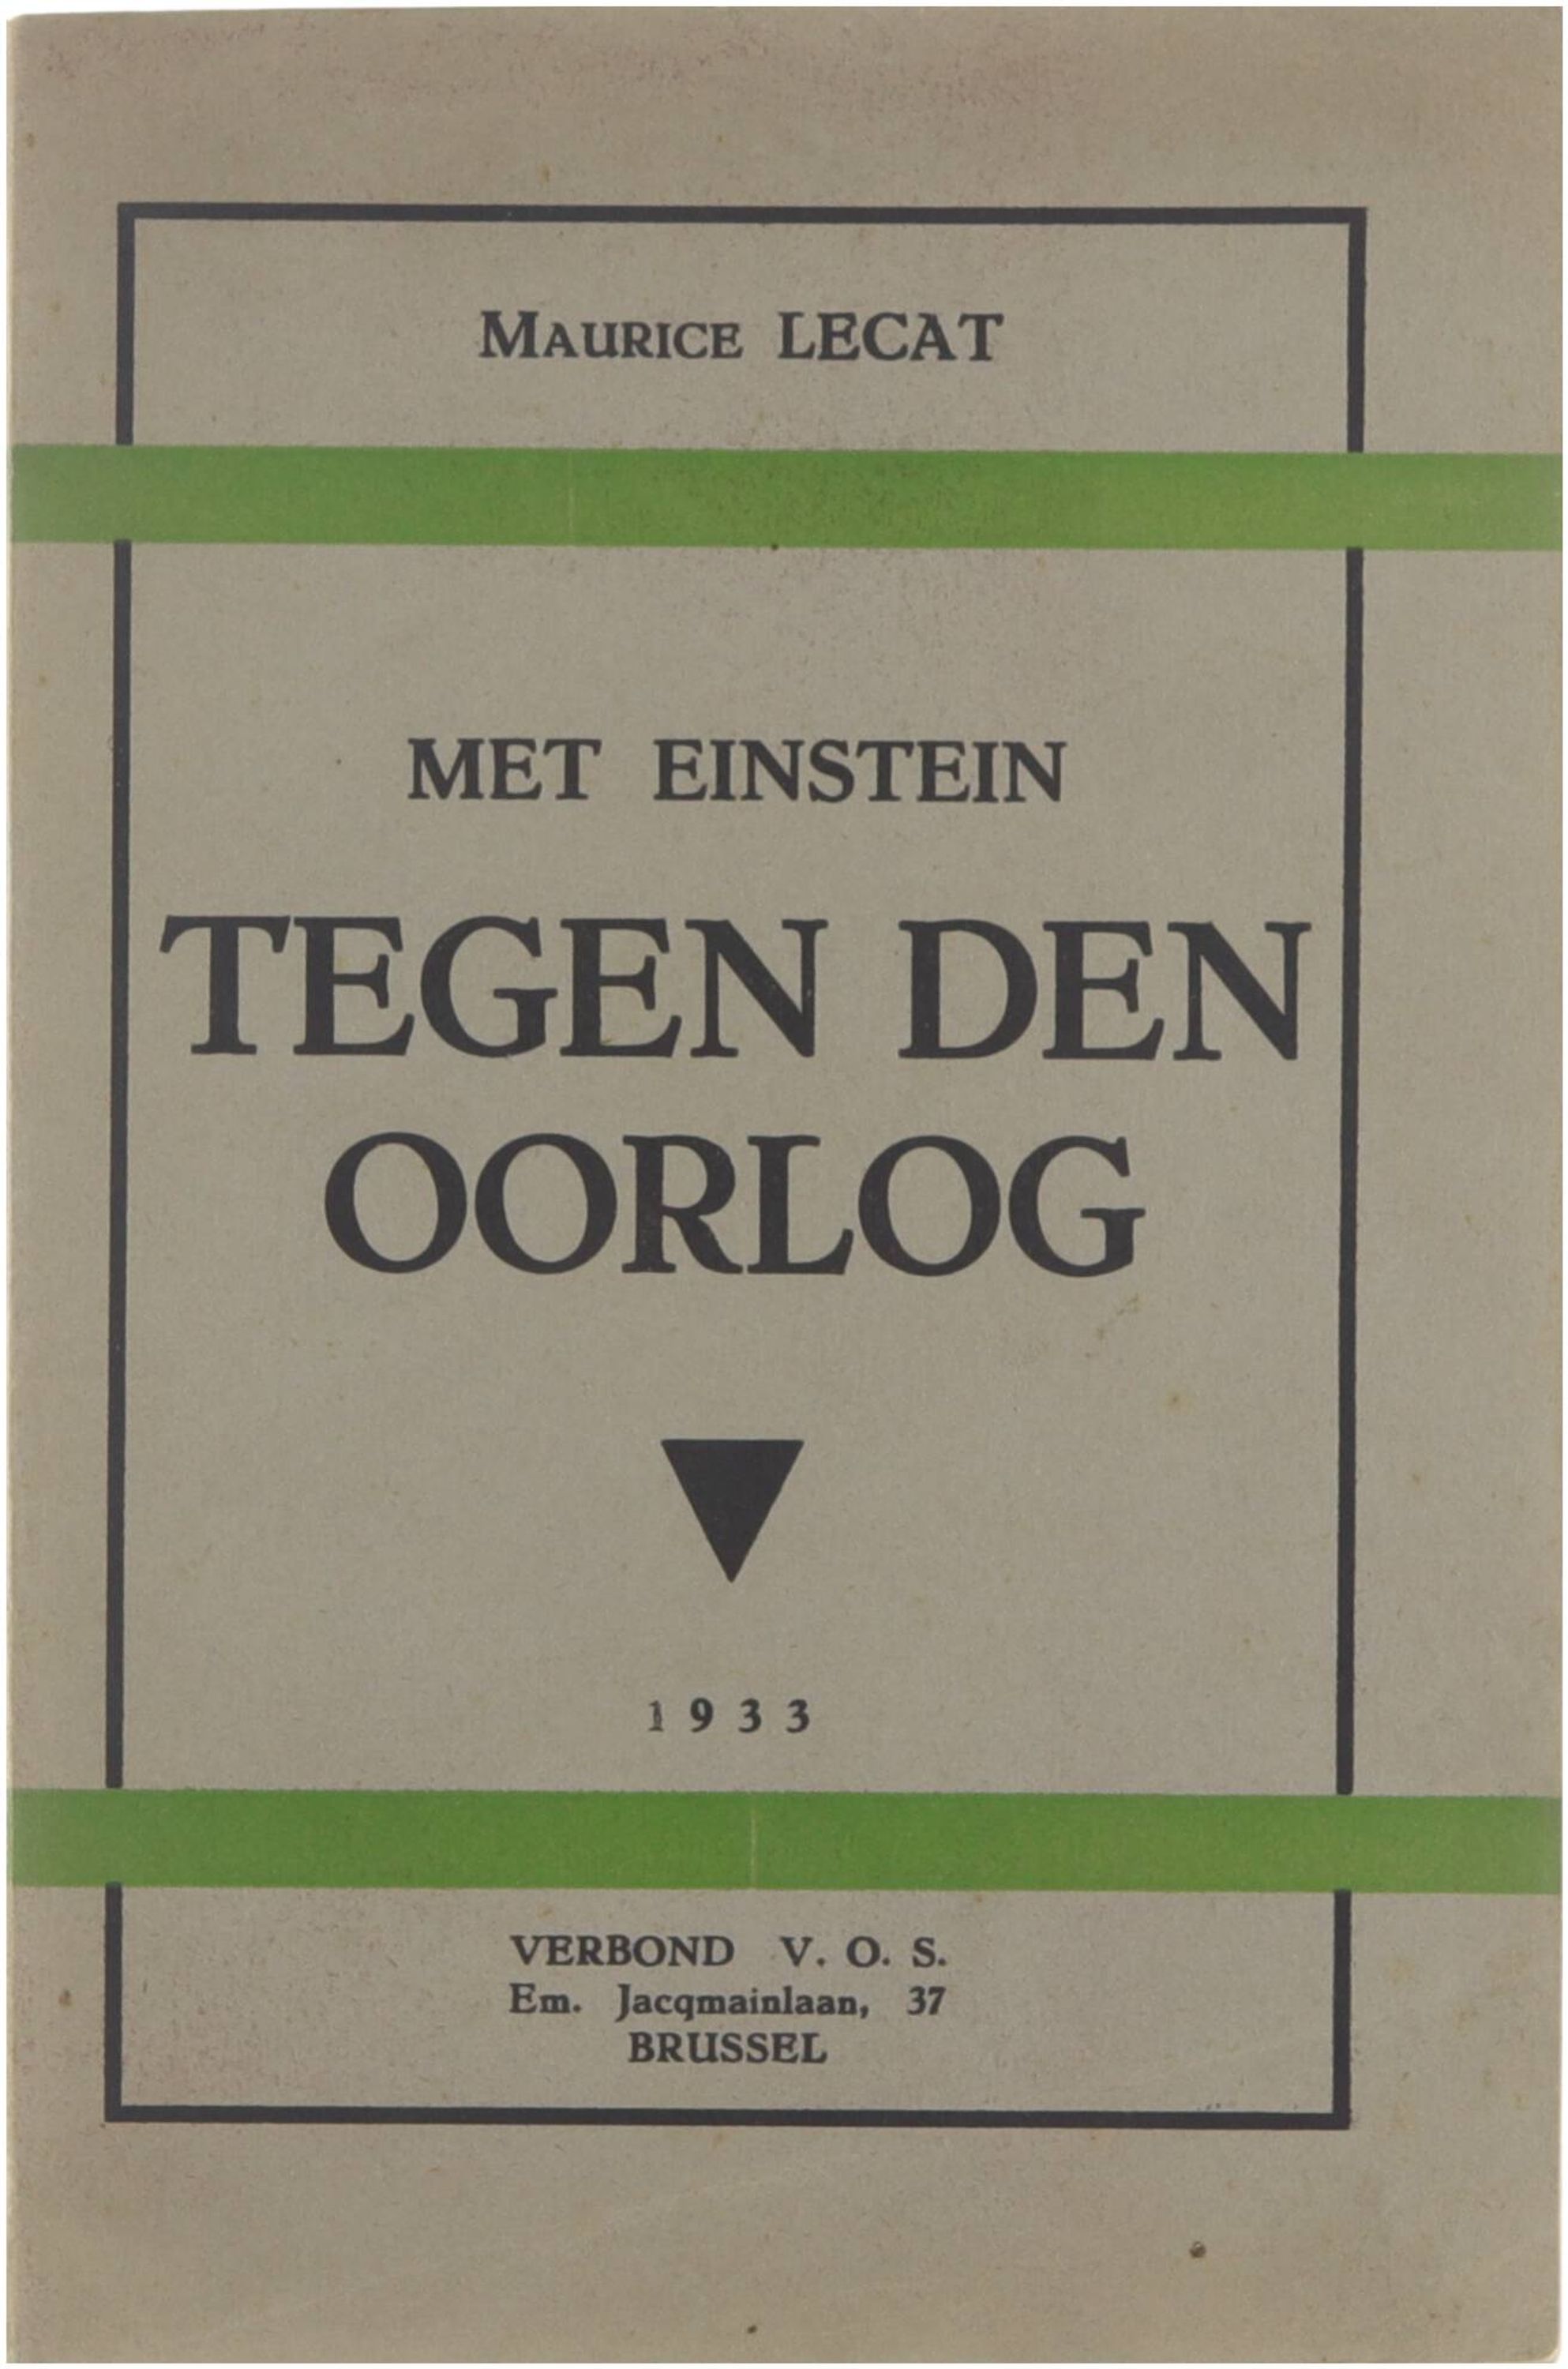 Maurice LECAT
MET EINSTEIN
TEGEN DEN
OORLOG
1933
VERBOND V. O. S.
Em. Jacqmainlaan, 37
BRUSSEL